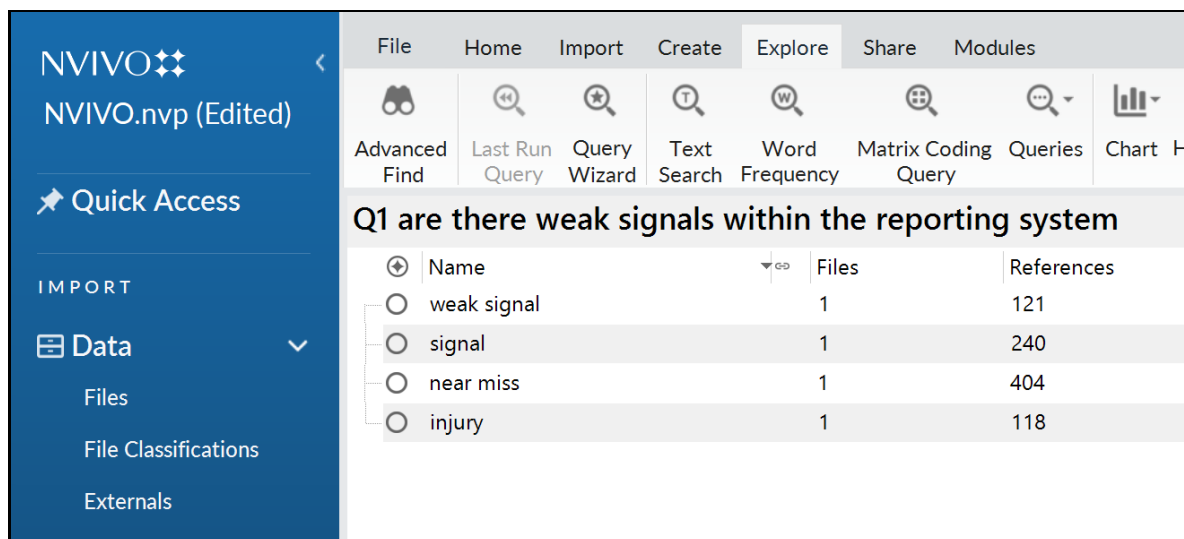 NVIVO
NVIVO.nvp (Edited)
Quick Access
IMPORT
Data
Files
File Classifications
Externals
File Home Import Create Explore Share Modules
Advanced Find
Last Run Query
Query Wizard
Text Search
Word Frequency
Matrix Coding Query
Queries
Chart
H
Q1 are there weak signals within the reporting system
Name Files References
weak signal 1 121
signal 1 240
near miss 1 404
injury 1 118